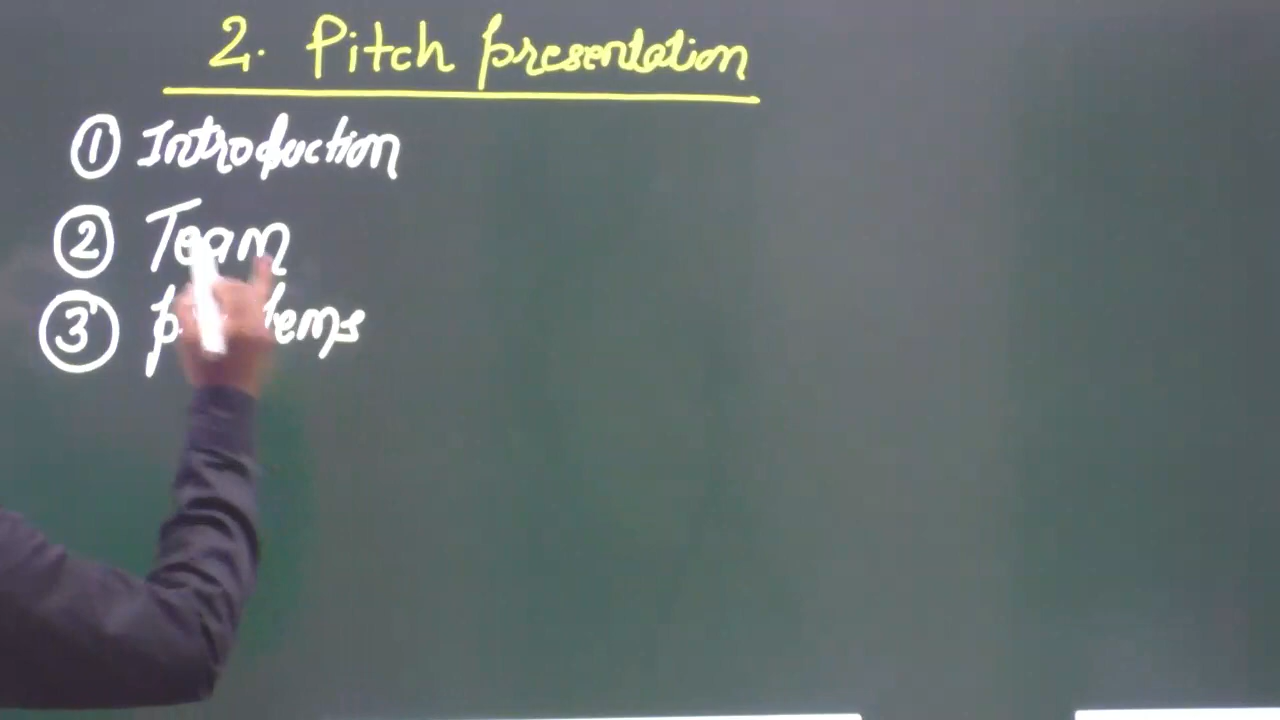 2. Pitch presentation
① Introduction
② Team
③